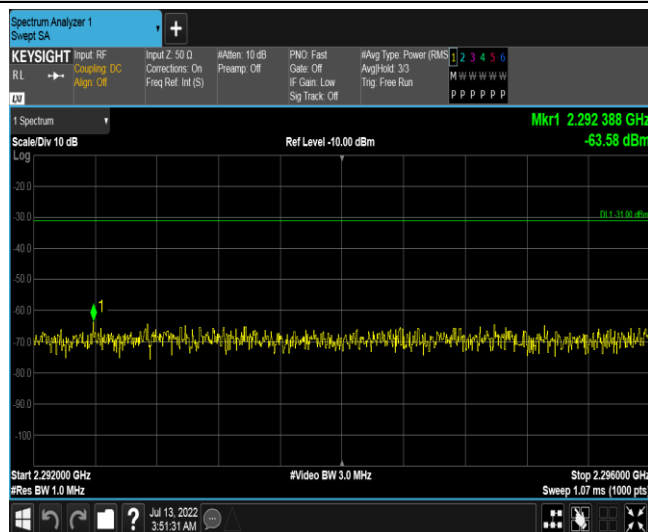 Spectrum Analyzer 1
Swept SA
+
KEYSIGHT Input: RF Input Z: 50 Ω #Atten: 10 dB PNO: Fast #Avg Type: Power (RMS 1 2 3 4 5 6
RL Coupling: DC Corrections: On Preamp: Off Gate: Off Avg|Hold: 3/3 M W W W W W
Align: Off Freq Ref: Int (S) IF Gain: Low Trig: Free Run
LXI Sig Track: Off P P P P P P
1 Spectrum Mkr1 2.292 388 GHz
Scale/Div 10 dB Ref Level -10.00 dBm -63.58 dBm
Log
-20.0
-30.0 DL1 -31.00 dBm
-40.0
-50.0
-60.0 1
-70.0
-80.0
-90.0
-100
Start 2.292000 GHz #Video BW 3.0 MHz Stop 2.296000 GHz
#Res BW 1.0 MHz Sweep 1.07 ms (1000 pts)
? Jul 13, 2022
3:51:31 AM